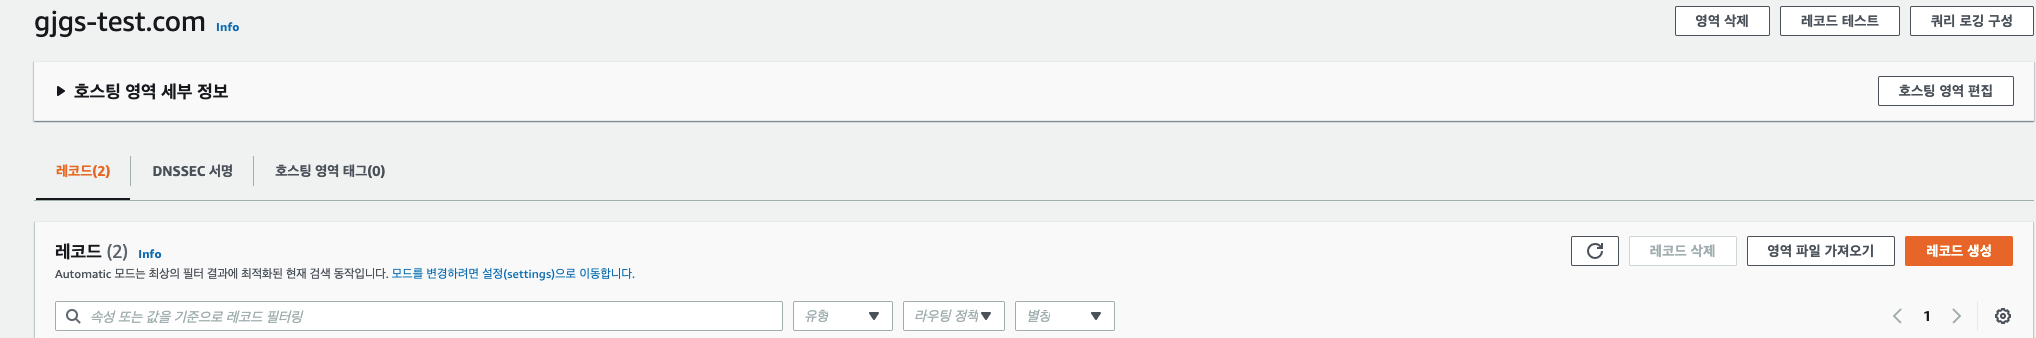 gjgs-test.com Info
영역 삭제
레코드 테스트
쿼리 로깅 구성
호스팅 영역 세부 정보
호스팅 영역 편집
레코드(2)
DNSSEC 서명
호스팅 영역 태그(0)
레코드 (2) Info
Automatic 모드는 최상의 필터 결과에 최적화된 현재 검색 동작입니다. 모드를 변경하려면 설정(settings)으로 이동합니다.
레코드 삭제
영역 파일 가져오기
레코드 생성
속성 또는 값을 기준으로 레코드 필터링
유형
라우팅 정책
별칭
1